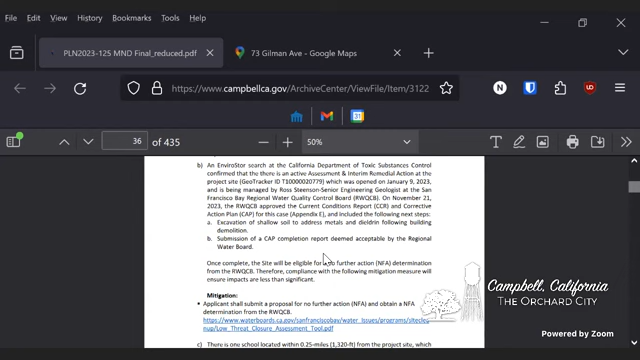 File Edit View History Bookmarks Tools Help
PLN2023-125 MND Final_reduced.pdf
73 Gilman Ave - Google Maps
https://www.campbellca.gov/ArchiveCenter/ViewFile/Item/3122
N
UD
31
36 of 435
50%
b) An EnviroStor search at the California Department of Toxic Substances Control
confirmed that the there is an active Assessment & Interim Remedial Action at the
project site (GeoTracker ID T10000020779) which was opened on January 9, 2023,
and is being managed by Ross Steenson-Senior Engineering Geologist at the San
Francisco Bay Regional Water Quality Control Board (RWQCB). On November 21,
2023, the RWQCB approved the Current Conditions Report (CCR) and Corrective
Action Plan (CAP) for this case (Appendix E), and included the following next steps:
a. Excavation of shallow soil to address metals and dieldrin following building
demolition.
b. Submission of a CAP completion report deemed acceptable by the Regional
Water Board.
Once complete, the Site will be eligible for no further action (NFA) determination
from the RWQCB. Therefore, compliance with the following mitigation measure will
ensure impacts are less than significant.
Mitigation:
• Applicant shall submit a proposal for no further action (NFA) and obtain a NFA
determination from the RWQCB.
https://www.waterboards.ca.gov/sanfranciscobay/water_issues/programs/siteclea
nup/Low_Threat_Closure_Assessment_Tool.pdf
c) There is one school located within 0.25-miles (1,320-ft) from the project site, which
Campbell, California
The Orchard City
Powered by Zoom